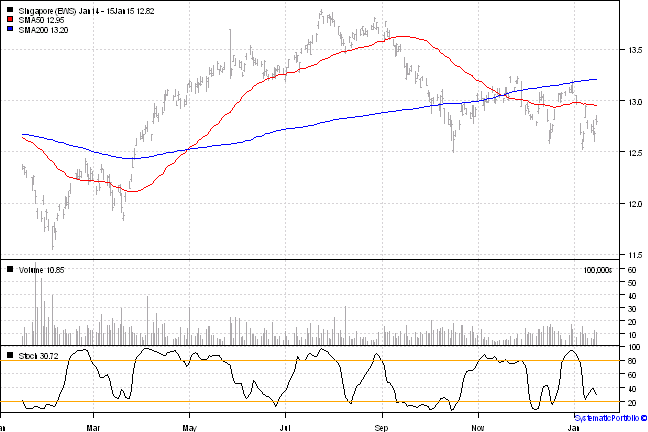 Singapore (EWS) Jan14 - 15Jan15 12.82
SMA50 12.95
SMA200 13.20
13.5
13.0
12.5
12.0
11.5
Volume 10.85
100,000s
60
50
40
30
20
10
Stoch 30.72
100
80
60
40
20
an
Mar
May
Jul
Sep
Nov
Jan
SystematicPortfolio ©